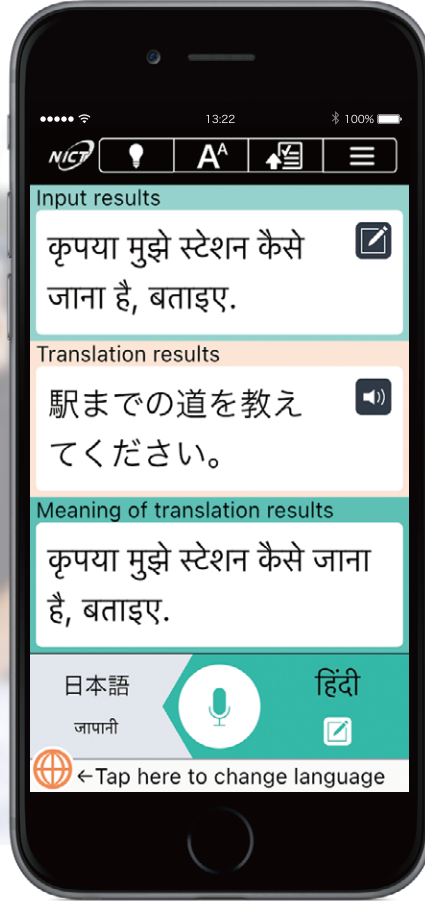 13:22
100%
NICT
AA
Input results
कृपया मुझे स्टेशन कैसे
जाना है, बताइए.
Translation results
駅までの道を教え
てください。
Meaning of translation results
कृपया मुझे स्टेशन कैसे जाना
है, बताइए.
日本語
जापानी
हिंदी
←Tap here to change language